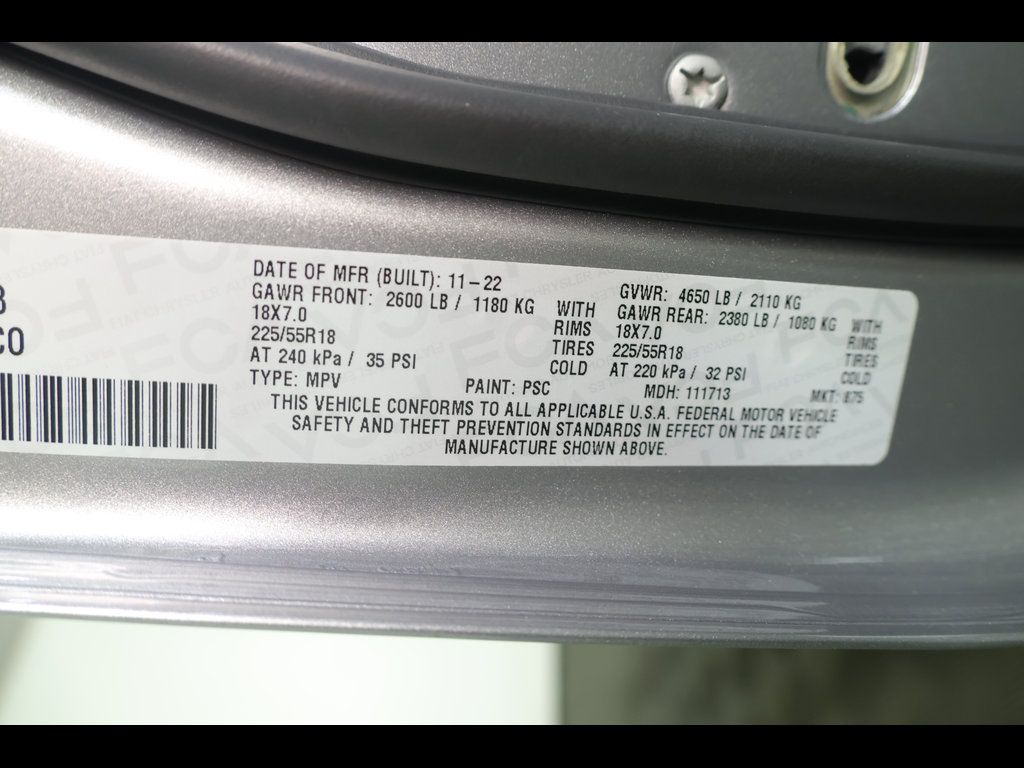 DATE OF MFR (BUILT): 11-22 GVWR: 4650 LB / 2110 KG
GAWR FRONT: 2600 LB / 1180 KG WITH GAWR REAR: 2380 LB / 1080 KG WITH
18X7.0 RIMS 18X7.0 RIMS
225/55R18 TIRES 225/55R18 TIRES
AT 240 kPa / 35 PSI COLD AT 220 kPa / 32 PSI COLD
CO
TYPE: MPV PAINT: PSC MDH: 111713 MKT: 875
THIS VEHICLE CONFORMS TO ALL APPLICABLE U.S.A. FEDERAL MOTOR VEHICLE
SAFETY AND THEFT PREVENTION STANDARDS IN EFFECT ON THE DATE OF
MANUFACTURE SHOWN ABOVE.